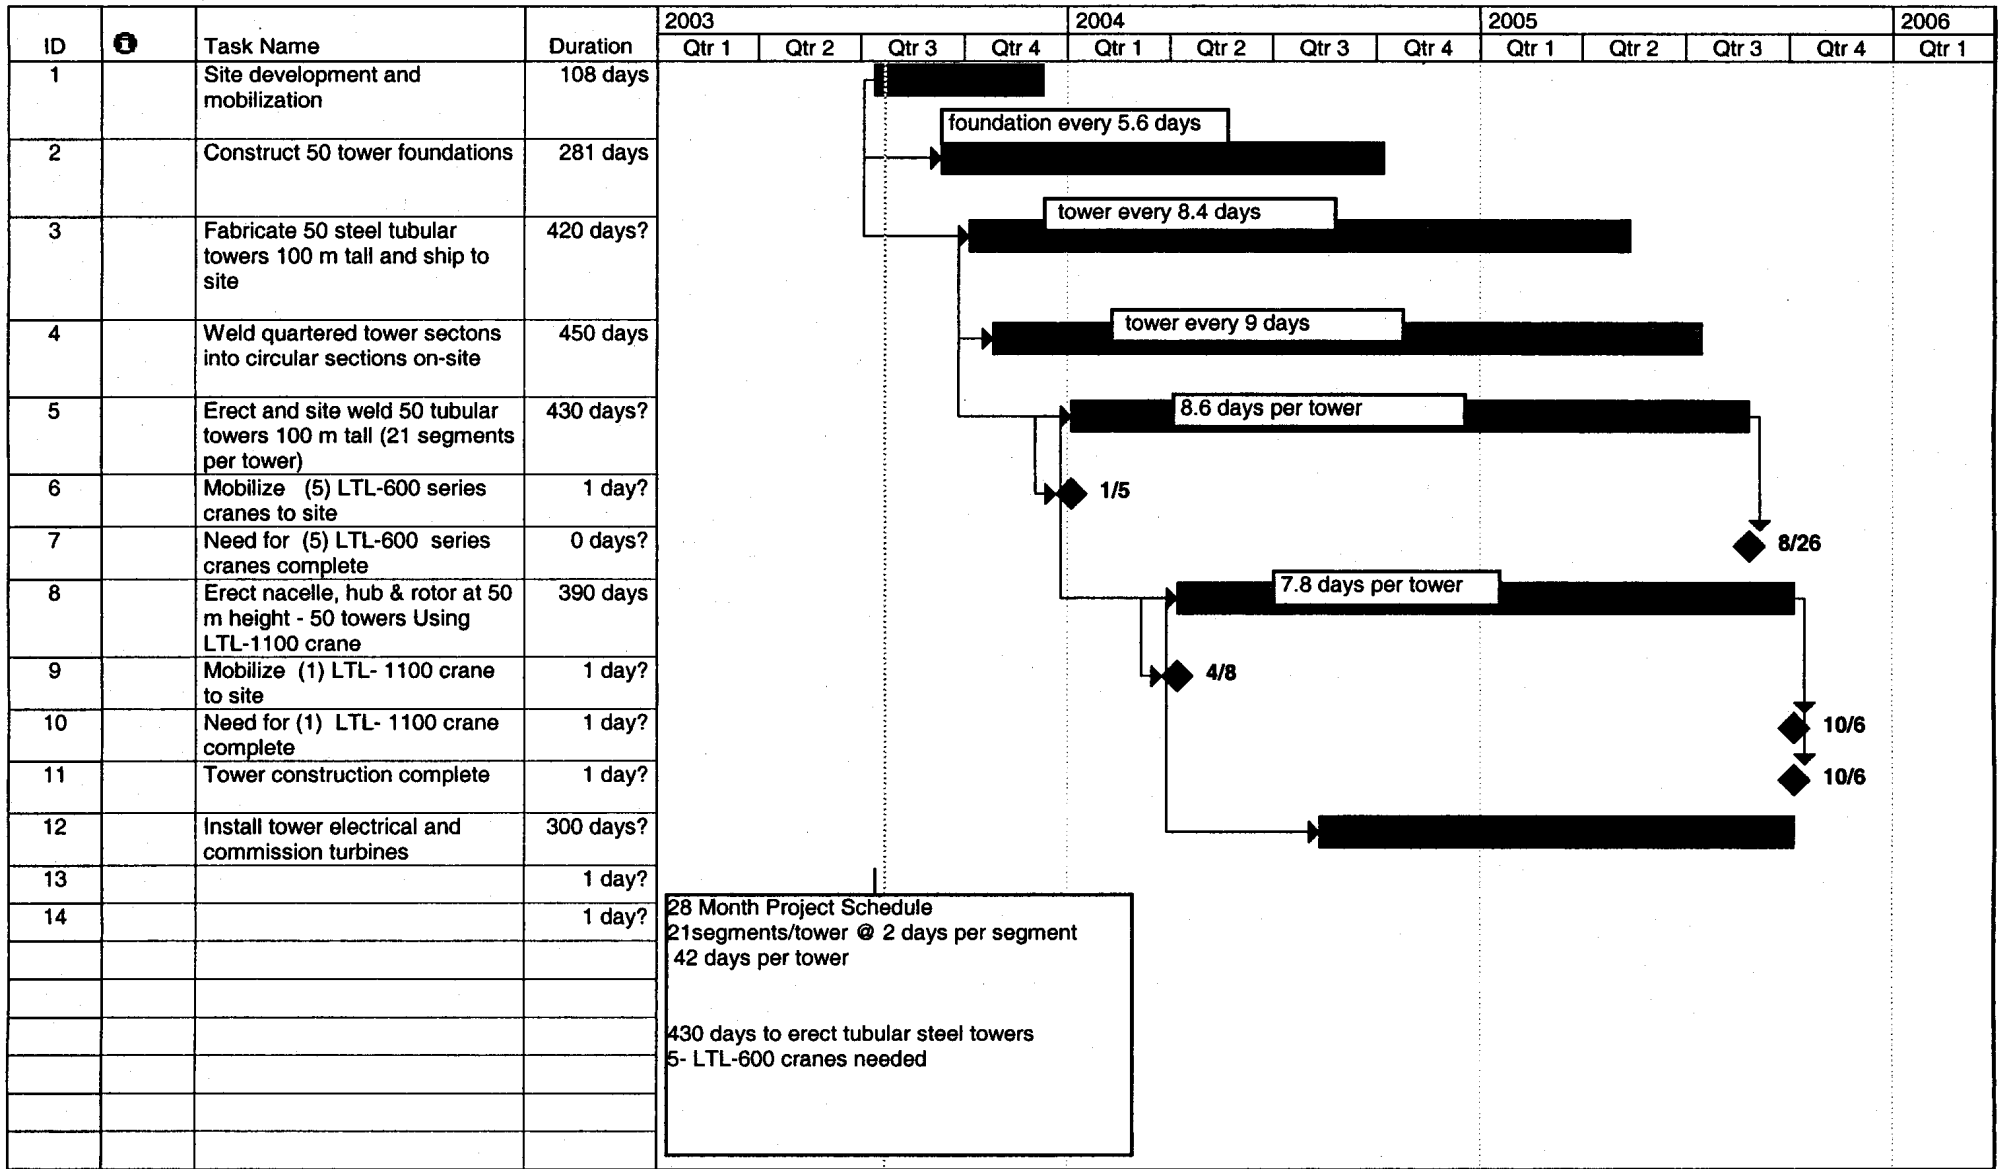 2003 2004 2005 2006
ID Task Name Duration Qtr 1 Qtr 2 Qtr 3 Qtr 4 Qtr 1 Qtr 2 Qtr 3 Qtr 4 Qtr 1 Qtr 2 Qtr 3 Qtr 4 Qtr 1
1 Site development and 108 days
mobilization
foundation every 5.6 days
2 Construct 50 tower foundations 281 days
tower every 8.4 days
3 Fabricate 50 steel tubular 420 days?
towers 100 m tall and ship to
site
4 Weld quartered tower sectons 450 days tower every 9 days
into circular sections on-site
5 Erect and site weld 50 tubular 430 days? 8.6 days per tower
towers 100 m tall (21 segments
per tower)
6 Mobilize (5) LTL-600 series 1 day? 1/5
cranes to site
7 Need for (5) LTL-600 series 0 days? 8/26
cranes complete
8 Erect nacelle, hub & rotor at 50 390 days 7.8 days per tower
m height - 50 towers Using
LTL-1100 crane
9 Mobilize (1) LTL- 1100 crane 1 day? 4/8
to site
10 Need for (1) LTL- 1100 crane 1 day? 10/6
complete
11 Tower construction complete 1 day? 10/6
12 Install tower electrical and 300 days?
commission turbines
13 1 day?
14 1 day?
28 Month Project Schedule
21segments/tower @ 2 days per segment
42 days per tower
430 days to erect tubular steel towers
5- LTL-600 cranes needed